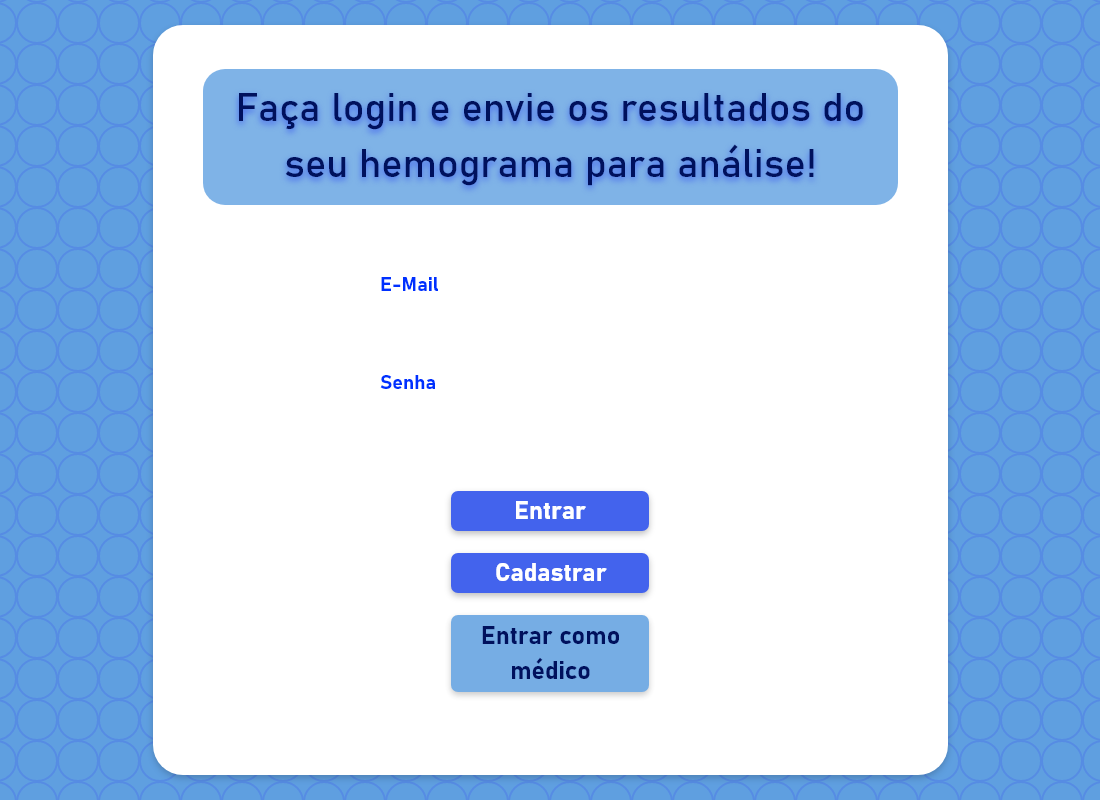 Faça login e envie os resultados do
seu hemograma para análise!
E-Mail
Senha
Entrar
Cadastrar
Entrar como
médico